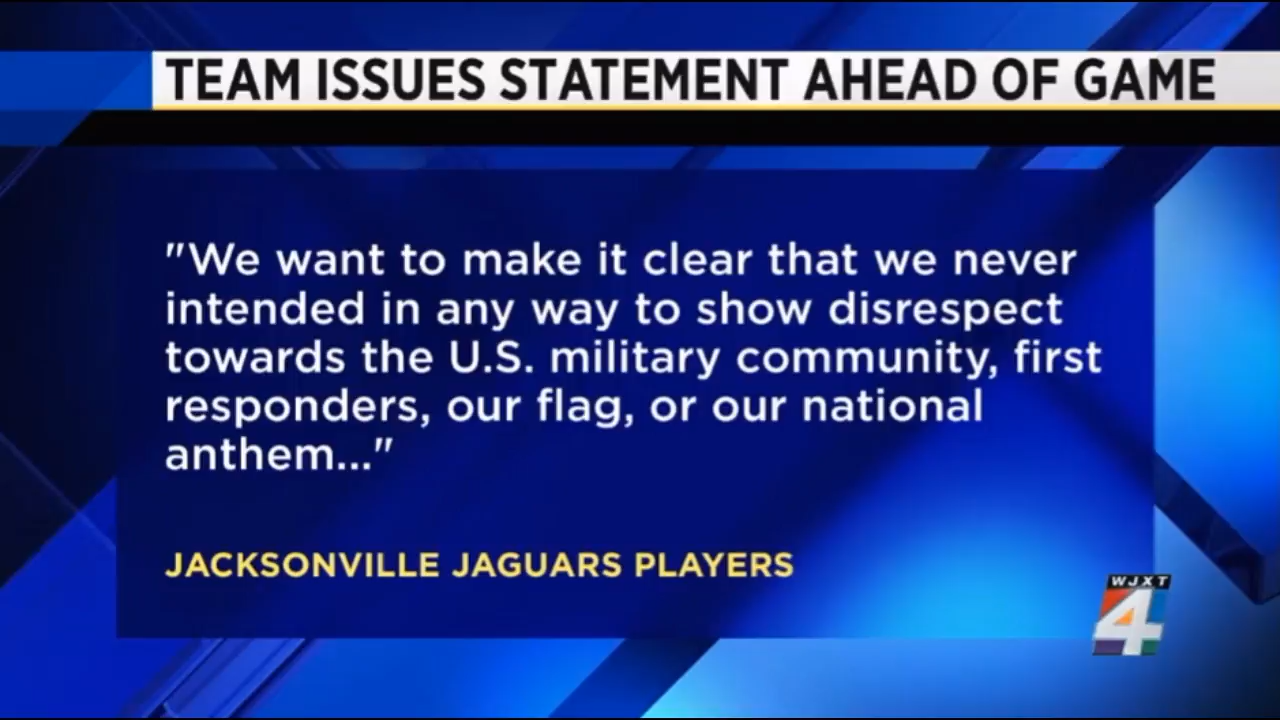 TEAM ISSUES STATEMENT AHEAD OF GAME
"We want to make it clear that we never
intended in any way to show disrespect
towards the U.S. military community, first
responders, our flag, or our national
anthem..."
JACKSONVILLE JAGUARS PLAYERS
WJXT
4